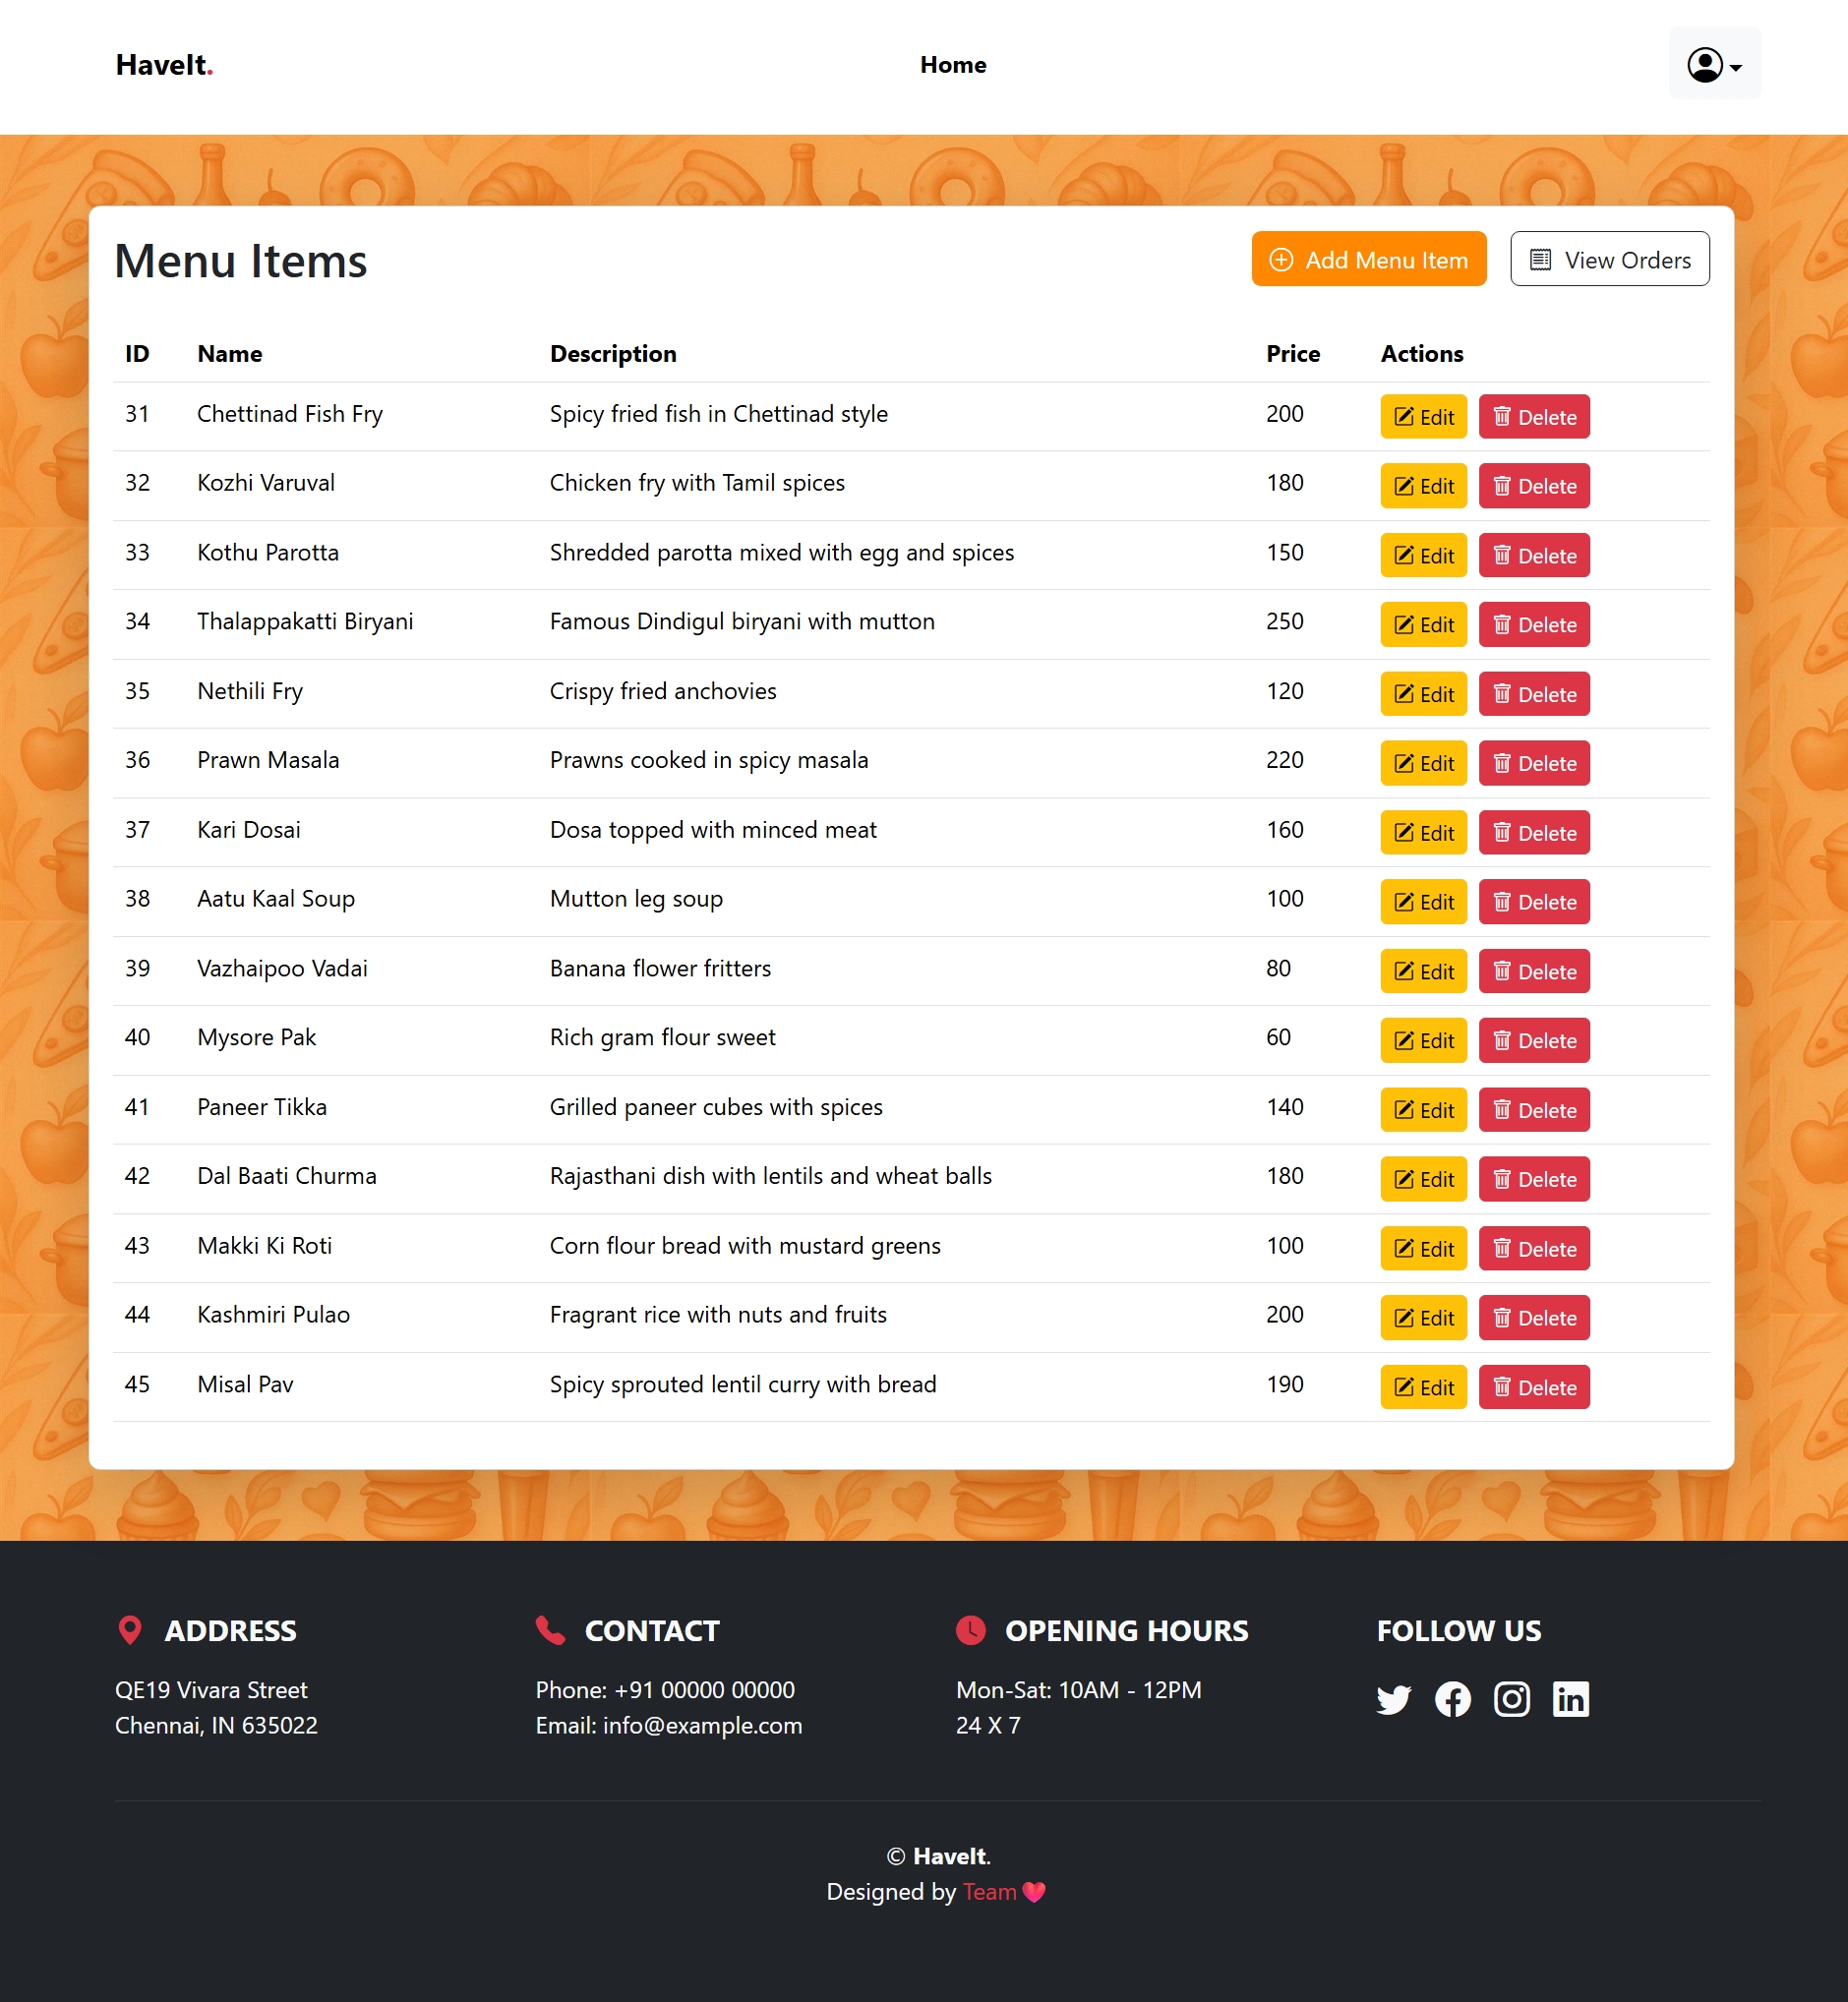 HaveIt.
Home
Menu Items
Add Menu Item
View Orders
ID Name Description Price Actions
31 Chettinad Fish Fry Spicy fried fish in Chettinad style 200 Edit Delete
32 Kozhi Varuval Chicken fry with Tamil spices 180 Edit Delete
33 Kothu Parotta Shredded parotta mixed with egg and spices 150 Edit Delete
34 Thalappakatti Biryani Famous Dindigul biryani with mutton 250 Edit Delete
35 Nethili Fry Crispy fried anchovies 120 Edit Delete
36 Prawn Masala Prawns cooked in spicy masala 220 Edit Delete
37 Kari Dosai Dosa topped with minced meat 160 Edit Delete
38 Aatu Kaal Soup Mutton leg soup 100 Edit Delete
39 Vazhaipoo Vadai Banana flower fritters 80 Edit Delete
40 Mysore Pak Rich gram flour sweet 60 Edit Delete
41 Paneer Tikka Grilled paneer cubes with spices 140 Edit Delete
42 Dal Baati Churma Rajasthani dish with lentils and wheat balls 180 Edit Delete
43 Makki Ki Roti Corn flour bread with mustard greens 100 Edit Delete
44 Kashmiri Pulao Fragrant rice with nuts and fruits 200 Edit Delete
45 Misal Pav Spicy sprouted lentil curry with bread 190 Edit Delete
ADDRESS
QE19 Vivara Street
Chennai, IN 635022
CONTACT
Phone: +91 00000 00000
Email: info@example.com
OPENING HOURS
Mon-Sat: 10AM - 12PM
24 X 7
FOLLOW US
© HaveIt.
Designed by Team